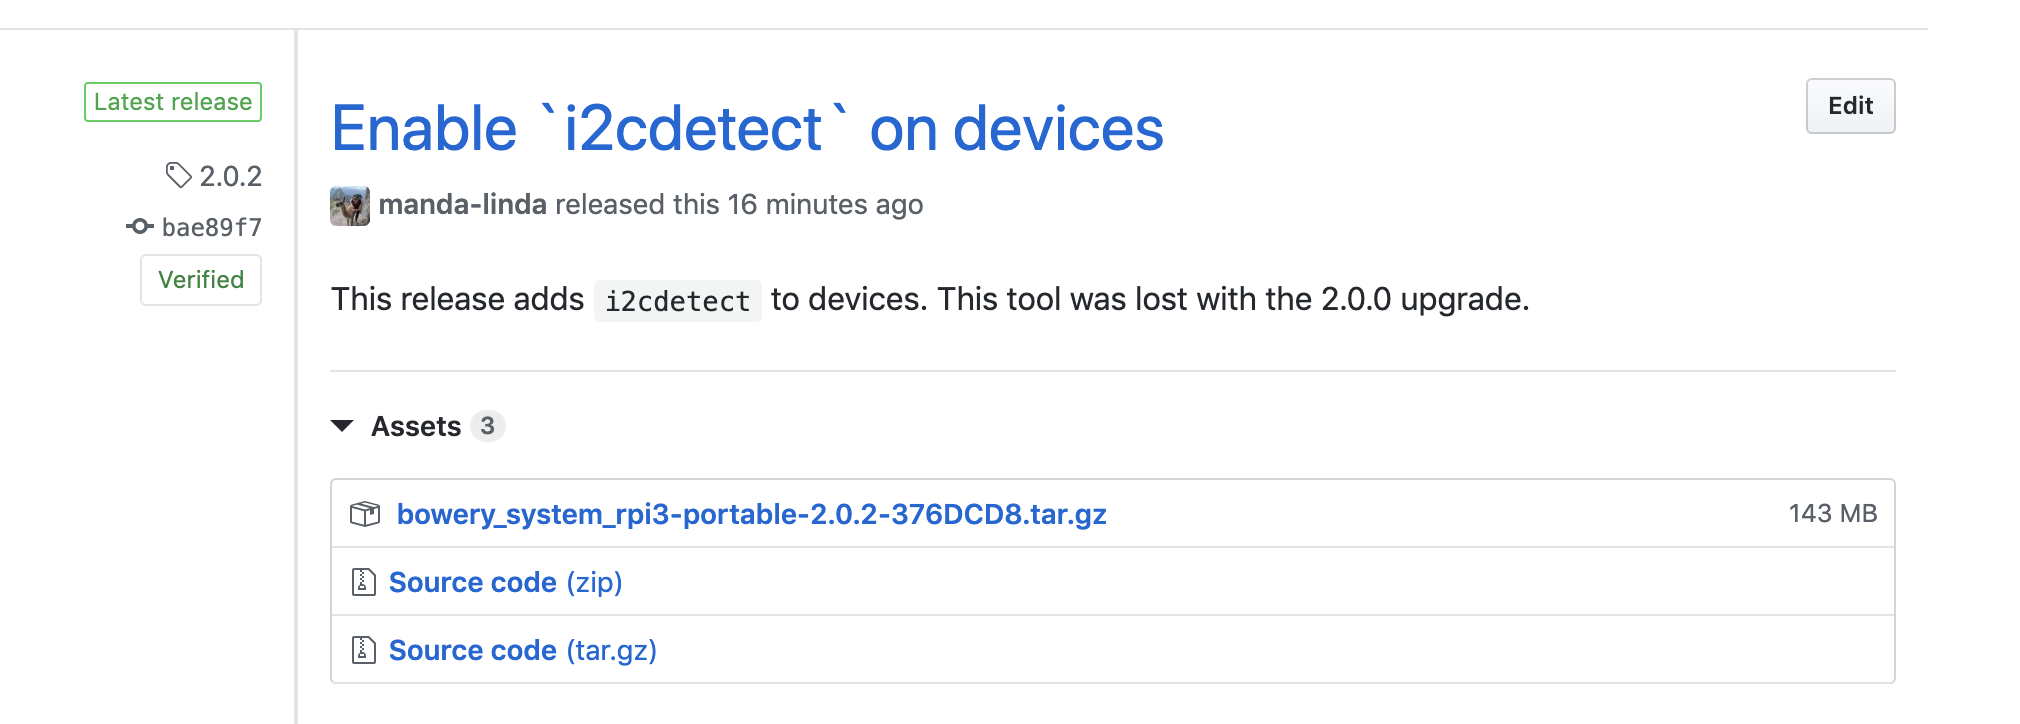 Latest release
2.0.2
bae89f7
Verified
Enable `i2cdetect` on devices
Edit
manda-linda released this 16 minutes ago
This release adds i2cdetect to devices. This tool was lost with the 2.0.0 upgrade.
Assets 3
bowery_system_rpi3-portable-2.0.2-376DCD8.tar.gz 143 MB
Source code (zip)
Source code (tar.gz)